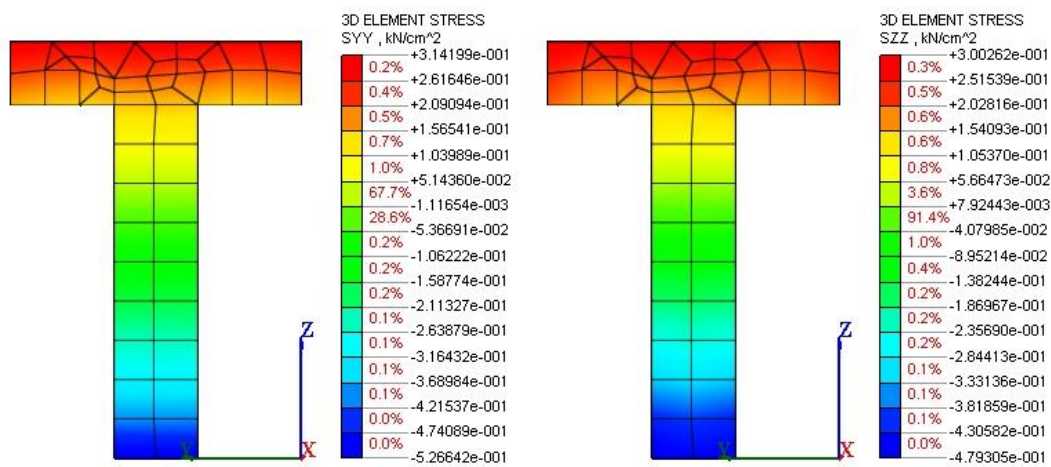 3D ELEMENT STRESS
SYY , kN/cm^2
+3.14199e-001
0.2%
+2.61646e-001
0.4%
+2.09094e-001
0.5%
+1.56541e-001
0.7%
+1.03989e-001
1.0%
+5.14360e-002
67.7%
-1.11654e-003
28.6%
-5.36691e-002
0.2%
-1.06222e-001
0.2%
-1.58774e-001
0.2%
-2.11327e-001
0.1%
-2.63879e-001
0.1%
-3.16432e-001
0.1%
-3.68984e-001
0.1%
-4.21537e-001
0.0%
-4.74089e-001
0.0%
-5.26642e-001
Z
Y
X
3D ELEMENT STRESS
SZZ , kN/cm^2
+3.00262e-001
0.3%
+2.51539e-001
0.5%
+2.02816e-001
0.6%
+1.54093e-001
0.6%
+1.05370e-001
0.8%
+5.66473e-002
3.6%
+7.92443e-003
91.4%
-4.07985e-002
1.0%
-8.95214e-002
0.4%
-1.38244e-001
0.2%
-1.86967e-001
0.2%
-2.35690e-001
0.2%
-2.84413e-001
0.1%
-3.33136e-001
0.1%
-3.81859e-001
0.1%
-4.30582e-001
0.0%
-4.79305e-001
Z
Y
X